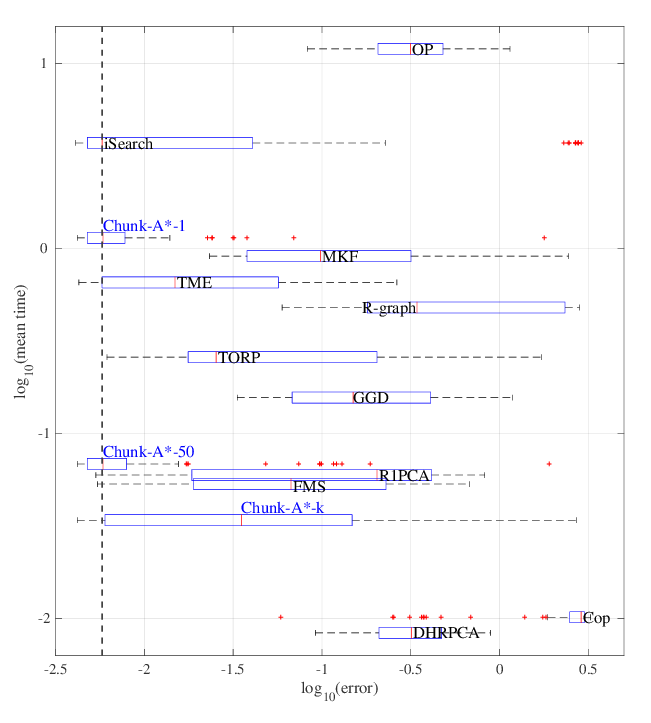 OP
1
iSearch
Chunk-A*-1
0
MKF
TME
R-graph
TORP
GGD
-1
Chunk-A*-50
R1PCA
FMS
Chunk-A*-k
-2
Cop
DHRPCA
-2.5 -2 -1.5 -1 -0.5 0 0.5
log10(error)
log10(mean time)